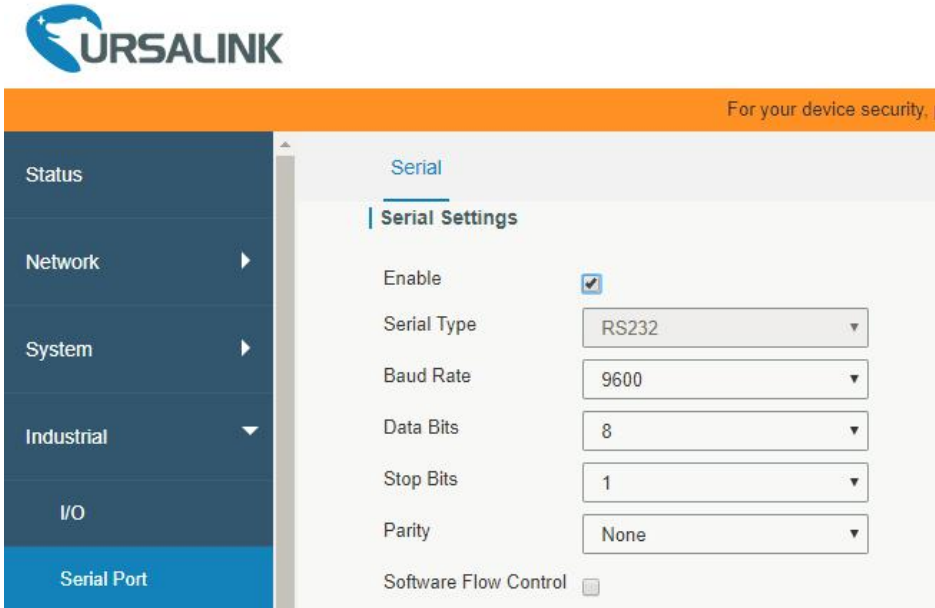 URSALINK
For your device security,
Status
Network
System
Industrial
I/O
Serial Port
Serial
Serial Settings
Enable
Serial Type RS232
Baud Rate 9600
Data Bits 8
Stop Bits 1
Parity None
Software Flow Control